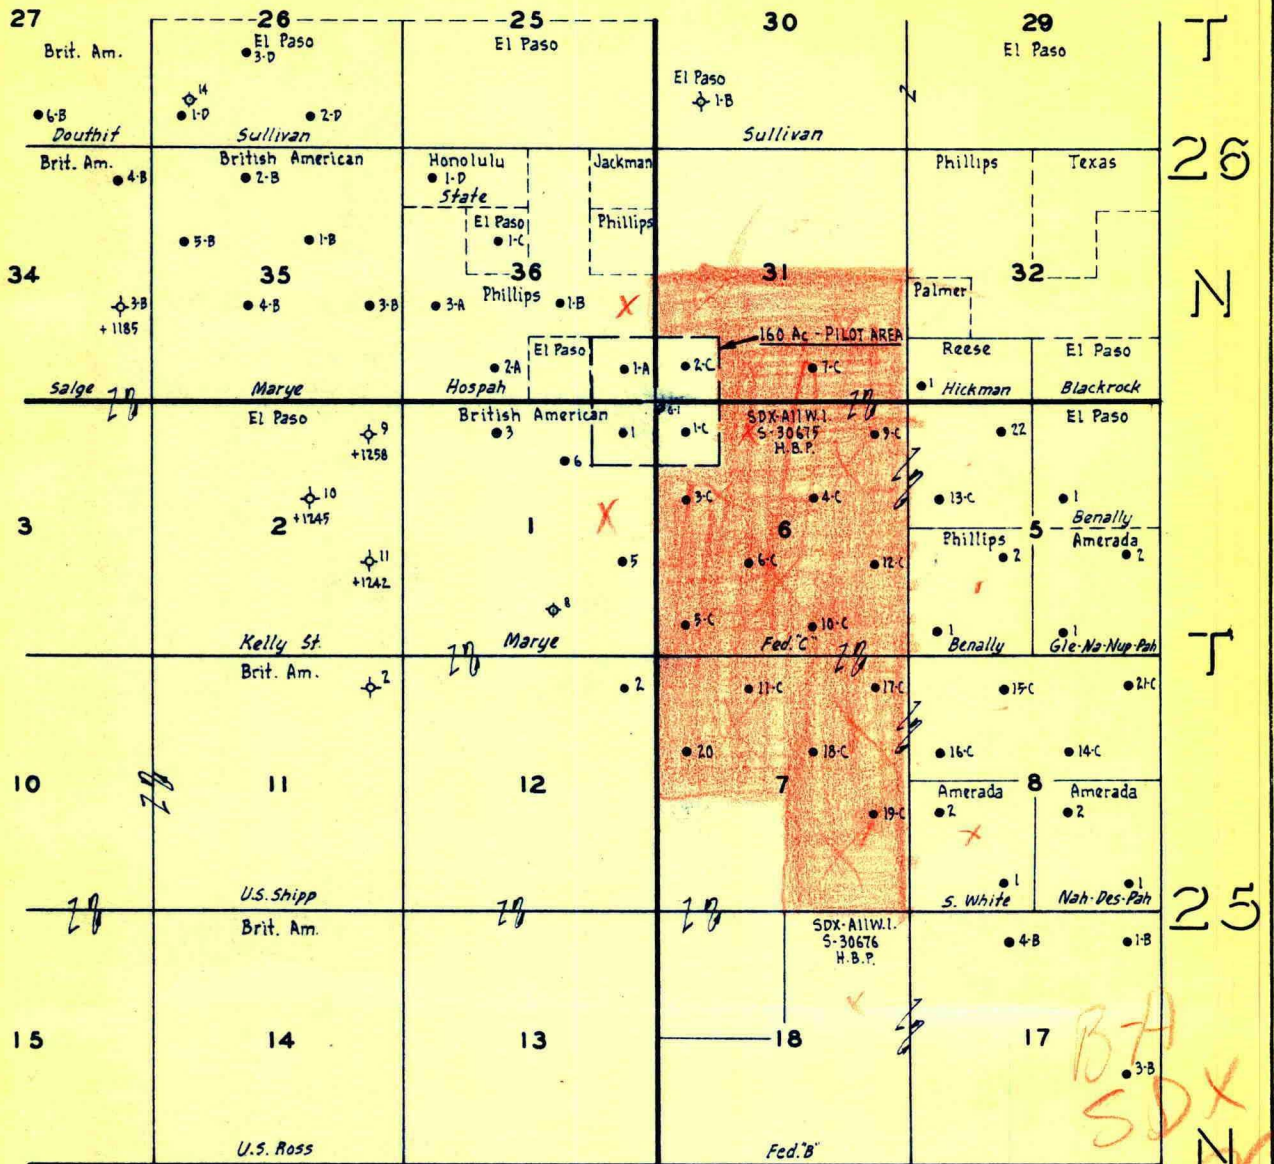 27
26
25
30
29
T
Brit. Am.
El Paso
El Paso
El Paso
El Paso
3-D
14
1-B
6-B
1-D
2-D
Douthit
Sullivan
Sullivan
26
Brit. Am.
British American
Honolulu
Jackman
Phillips
Texas
4-B
2-B
1-D
State
El Paso
Phillips
5-B
1-B
1-C
34
35
36
31
32
N
Phillips
Palmer
3-B
+1185
4-B
3-B
3-A
1-B
X
160 Ac - PILOT AREA
El Paso
Reese
El Paso
2-A
1-A
2-C
7-C
1
Salge
Marye
Hospah
Hickman
Blackrock
El Paso
British American
SDX-All W.I.
S-30675
H.B.P.
El Paso
9
+1258
3
1
1-C
9-C
22
6
10
+1245
3-C
4-C
13-C
1
Benally
3
2
1
X
6
5
Phillips
Amerada
11
+1242
5
6-C
12-C
2
2
8
5-C
10-C
1
1
Kelly St.
Marye
Fed. "C"
Benally
Gle-Na-Nup-Pah
T
Brit. Am.
2
2
11-C
17-C
15-C
21-C
20
18-C
16-C
14-C
10
11
12
7
8
Amerada
Amerada
19-C
2
2
1
1
U.S. Shipp
S. White
Nah-Des-Pah
25
Brit. Am.
SDX-All W.I.
S-30676
H.B.P.
4-B
1-B
15
14
13
18
17
B-A
3-B
SDX
U.S. Ross
Fed. "B"
N